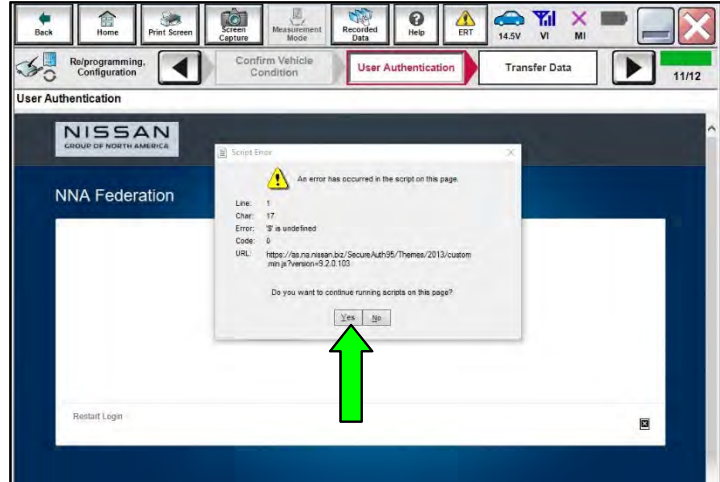 Back
Home
Print Screen
Screen
Capture
Measurement
Mode
Recorded
Data
Help
ERT
14.5V
VI
MI
Re/programming,
Configuration
Confirm Vehicle
Condition
User Authentication
Transfer Data
11/12
User Authentication
NISSAN
GROUP OF NORTH AMERICA
NNA Federation
Script Error
An error has occurred in the script on this page.
Line: 1
Char: 17
Error: '$' is undefined
Code: 0
URL: https://as.na.nissan.biz/SecureAuth95/Themes/2013/custom
.min.js?version=9.2.0.103
Do you want to continue running scripts on this page?
Yes No
Restart Login